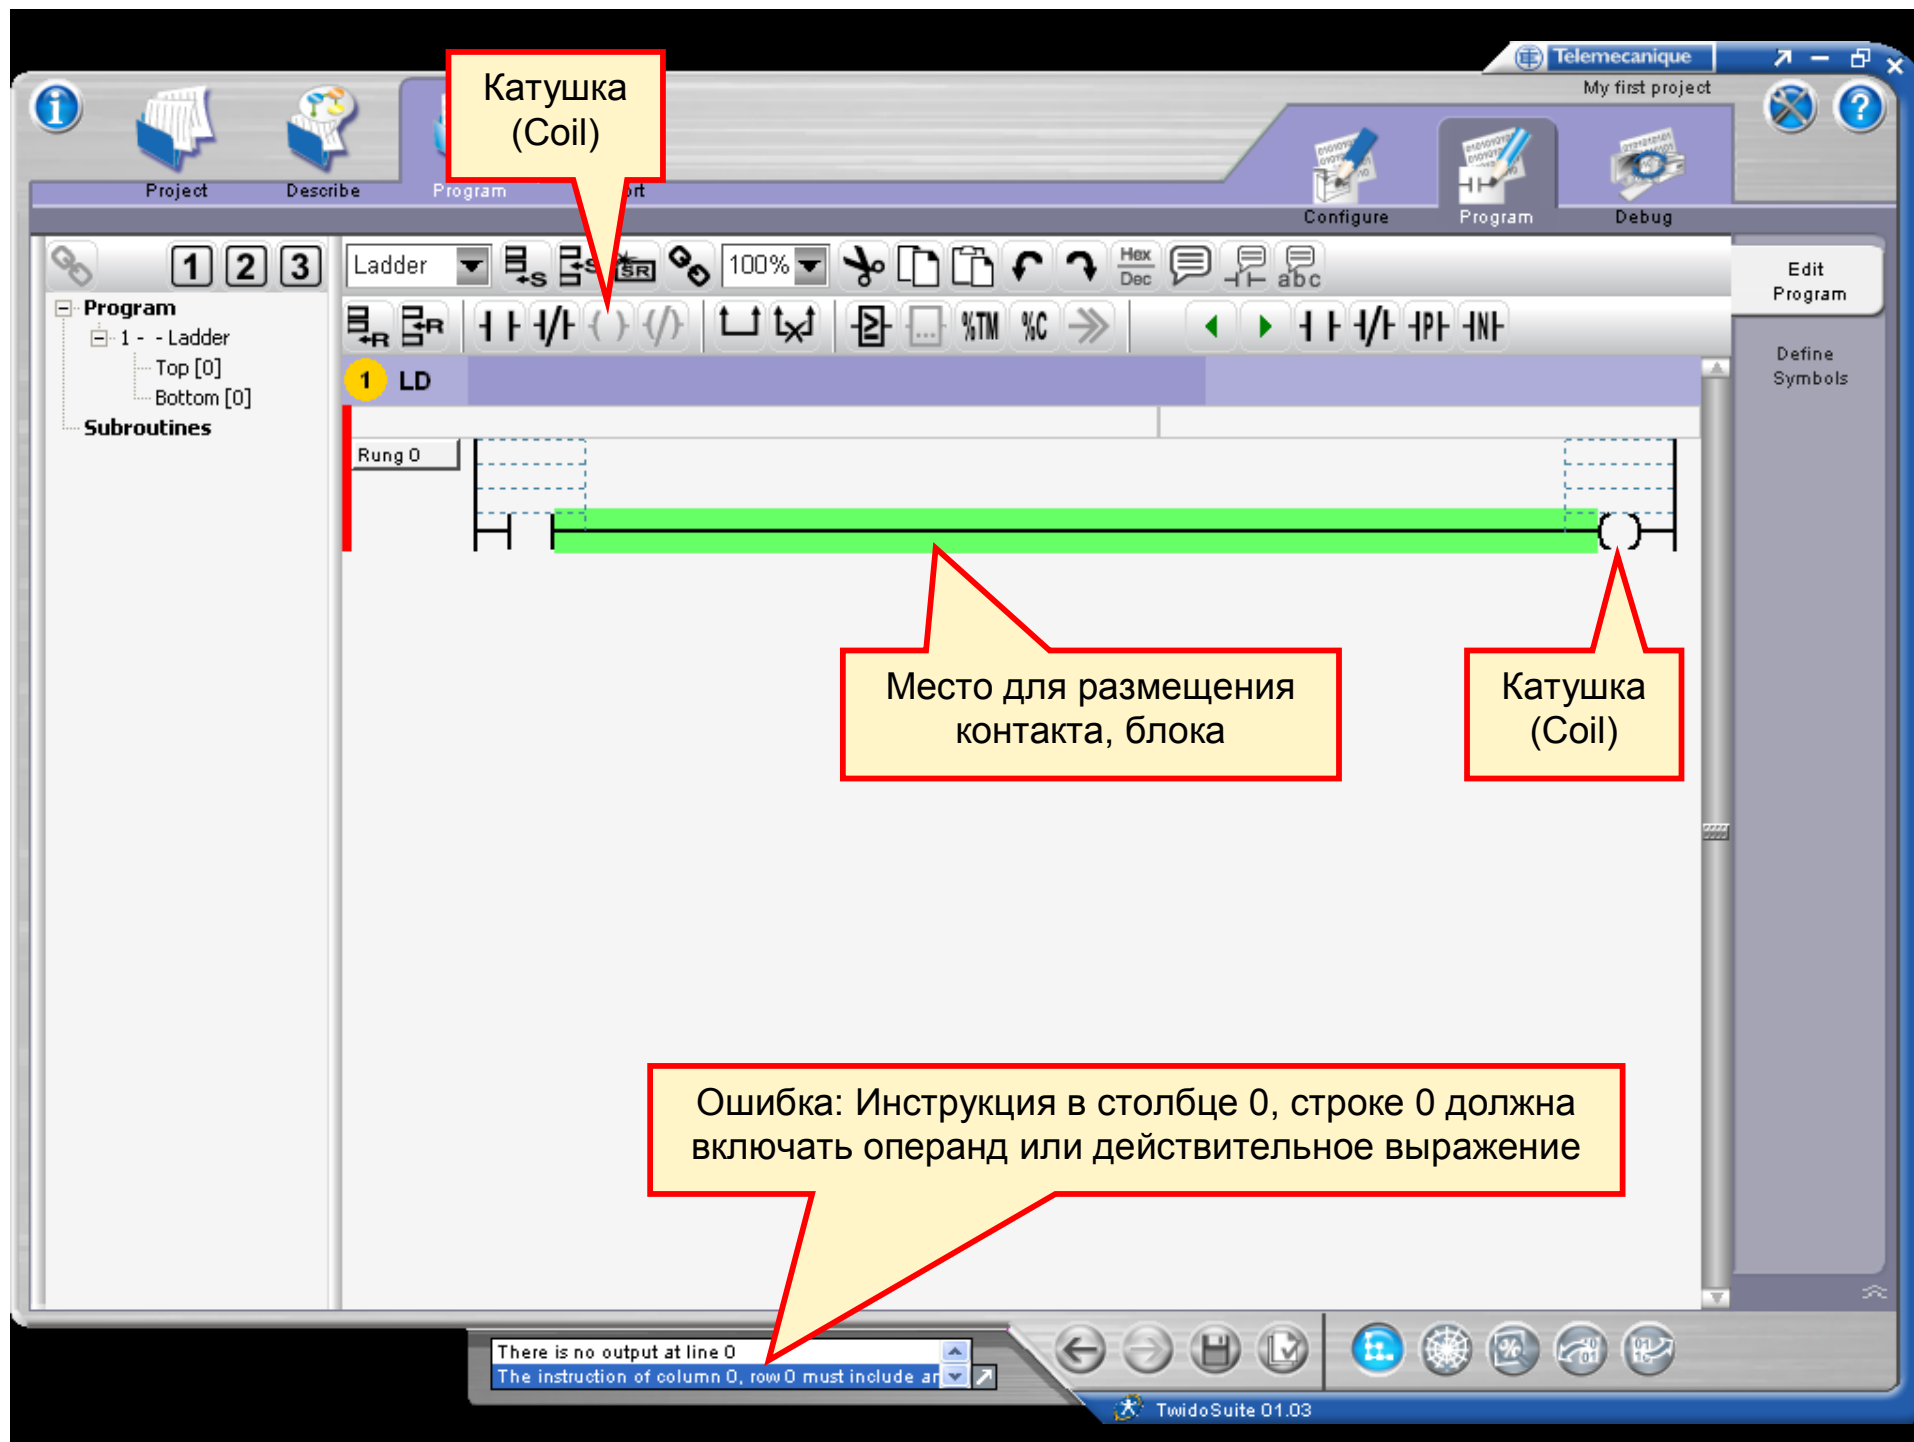 Telemecanique
My first project
Катушка
(Coil)
Project
Describe
Program
ort
Configure
Program
Debug
1 2 3
Ladder
S
S
SR
100%
Hex
Dec
abc
Edit
Program
Program
1 - - Ladder
Top [0]
Bottom [0]
Subroutines
R
R
%TM
%C
P
N
Define
Symbols
1 LD
Rung 0
Место для размещения
контакта, блока
Катушка
(Coil)
Ошибка: Инструкция в столбце 0, строке 0 должна
включать операнд или действительное выражение
There is no output at line 0
The instruction of column 0, row 0 must include ar
TwidoSuite 01.03